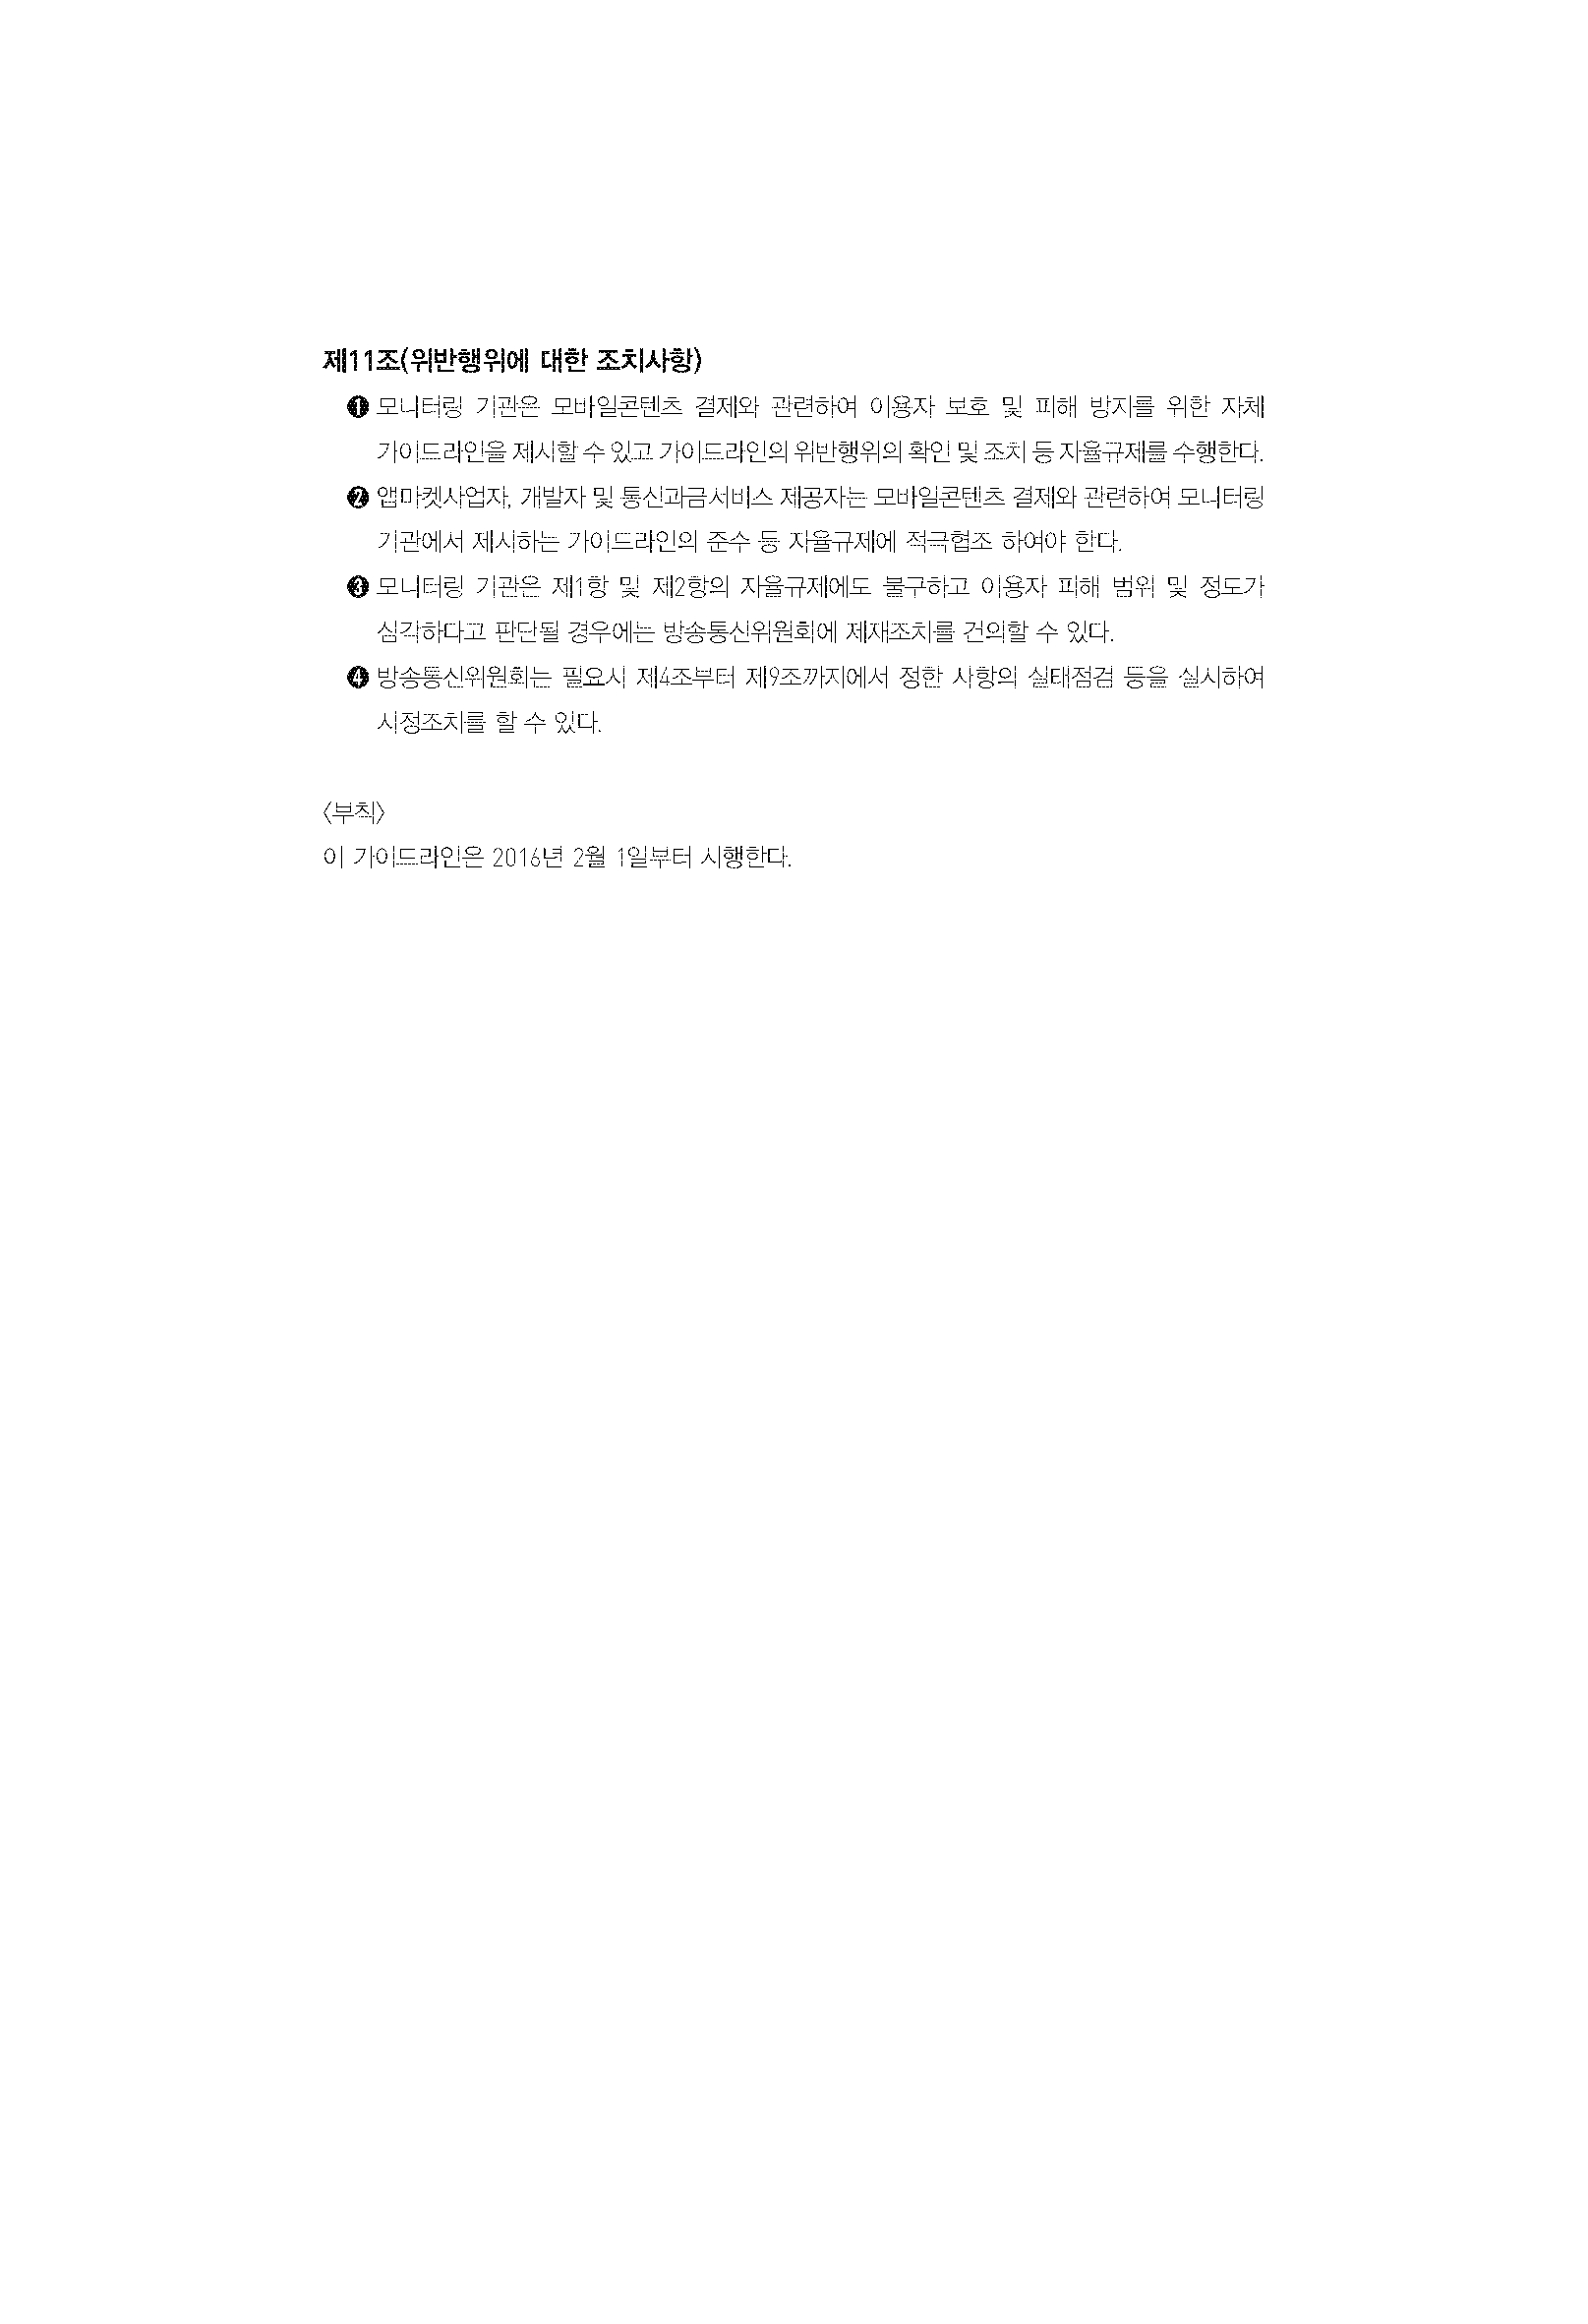 제11조(위반행위에 대한 조치사항)
❶ 모니터링 기관은 모바일콘텐츠 결제와 관련하여 이용자 보호 및 피해 방지를 위한 자체
가이드라인을 제시할 수 있고 가이드라인의 위반행위의 확인 및 조치 등 자율규제를 수행한다.
❷ 앱마켓사업자, 개발자 및 통신과금서비스 제공자는 모바일콘텐츠 결제와 관련하여 모니터링
기관에서 제시하는 가이드라인의 준수 등 자율규제에 적극협조 하여야 한다.
❸ 모니터링 기관은 제1항 및 제2항의 자율규제에도 불구하고 이용자 피해 범위 및 정도가
심각하다고 판단될 경우에는 방송통신위원회에 제재조치를 건의할 수 있다.
❹ 방송통신위원회는 필요시 제4조부터 제9조까지에서 정한 사항의 실태점검 등을 실시하여
시정조치를 할 수 있다.
〈부칙〉
이 가이드라인은 2016년 2월 1일부터 시행한다.